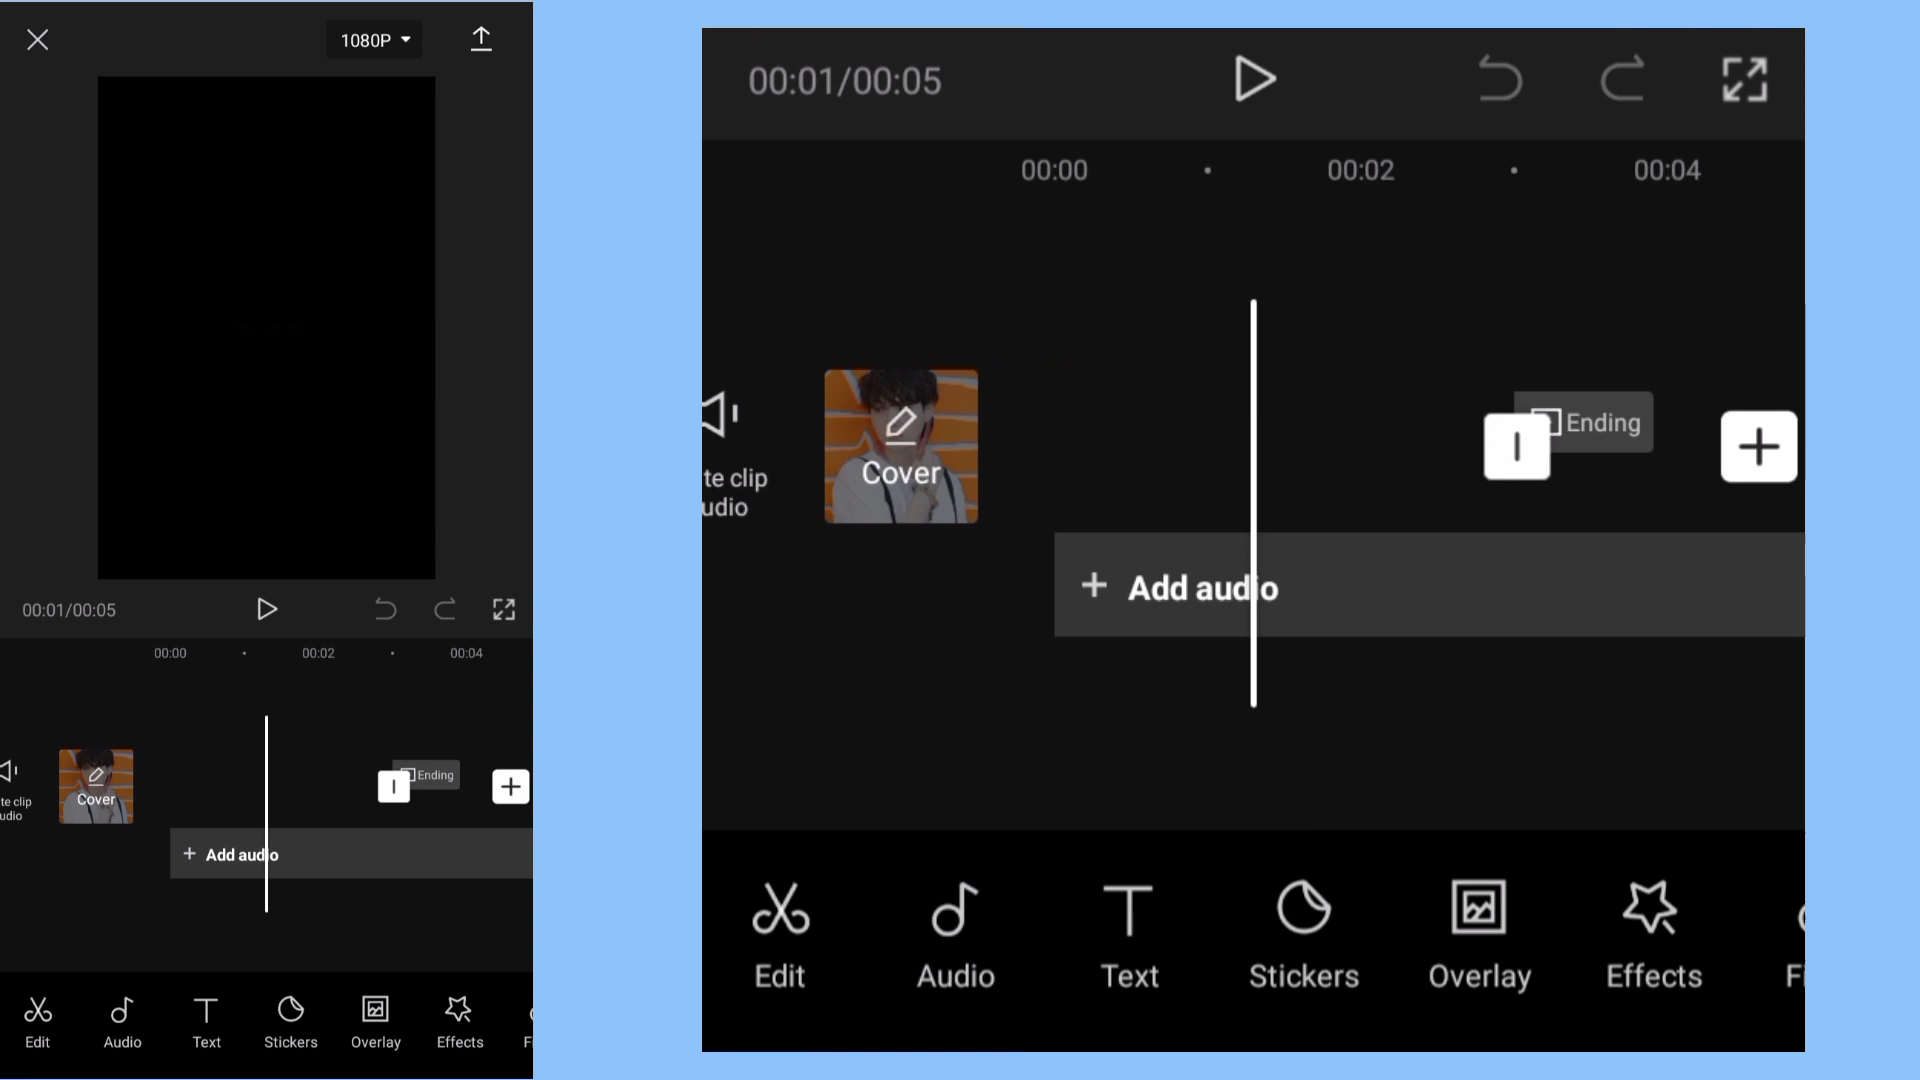 1080P
00:01/00:05
00:00 00:02 00:04
te clip
udio
Cover
Ending
+ Add audio
Edit Audio Text Stickers Overlay Effects Fi
00:01/00:05
00:00 00:02 00:04
te clip
udio
Cover
Ending
+ Add audio
Edit Audio Text Stickers Overlay Effects Fi